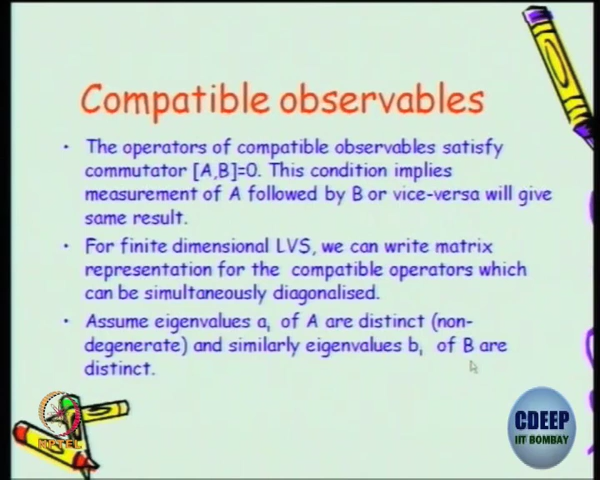 Compatible observables
• The operators of compatible observables satisfy
commutator [A,B]=0. This condition implies
measurement of A followed by B or vice-versa will give
same result.
• For finite dimensional LVS, we can write matrix
representation for the compatible operators which
can be simultaneously diagonalised.
• Assume eigenvalues aᵢ of A are distinct (non-
degenerate) and similarly eigenvalues bᵢ of B are
distinct.
NPTEL
CDEEP
IIT BOMBAY